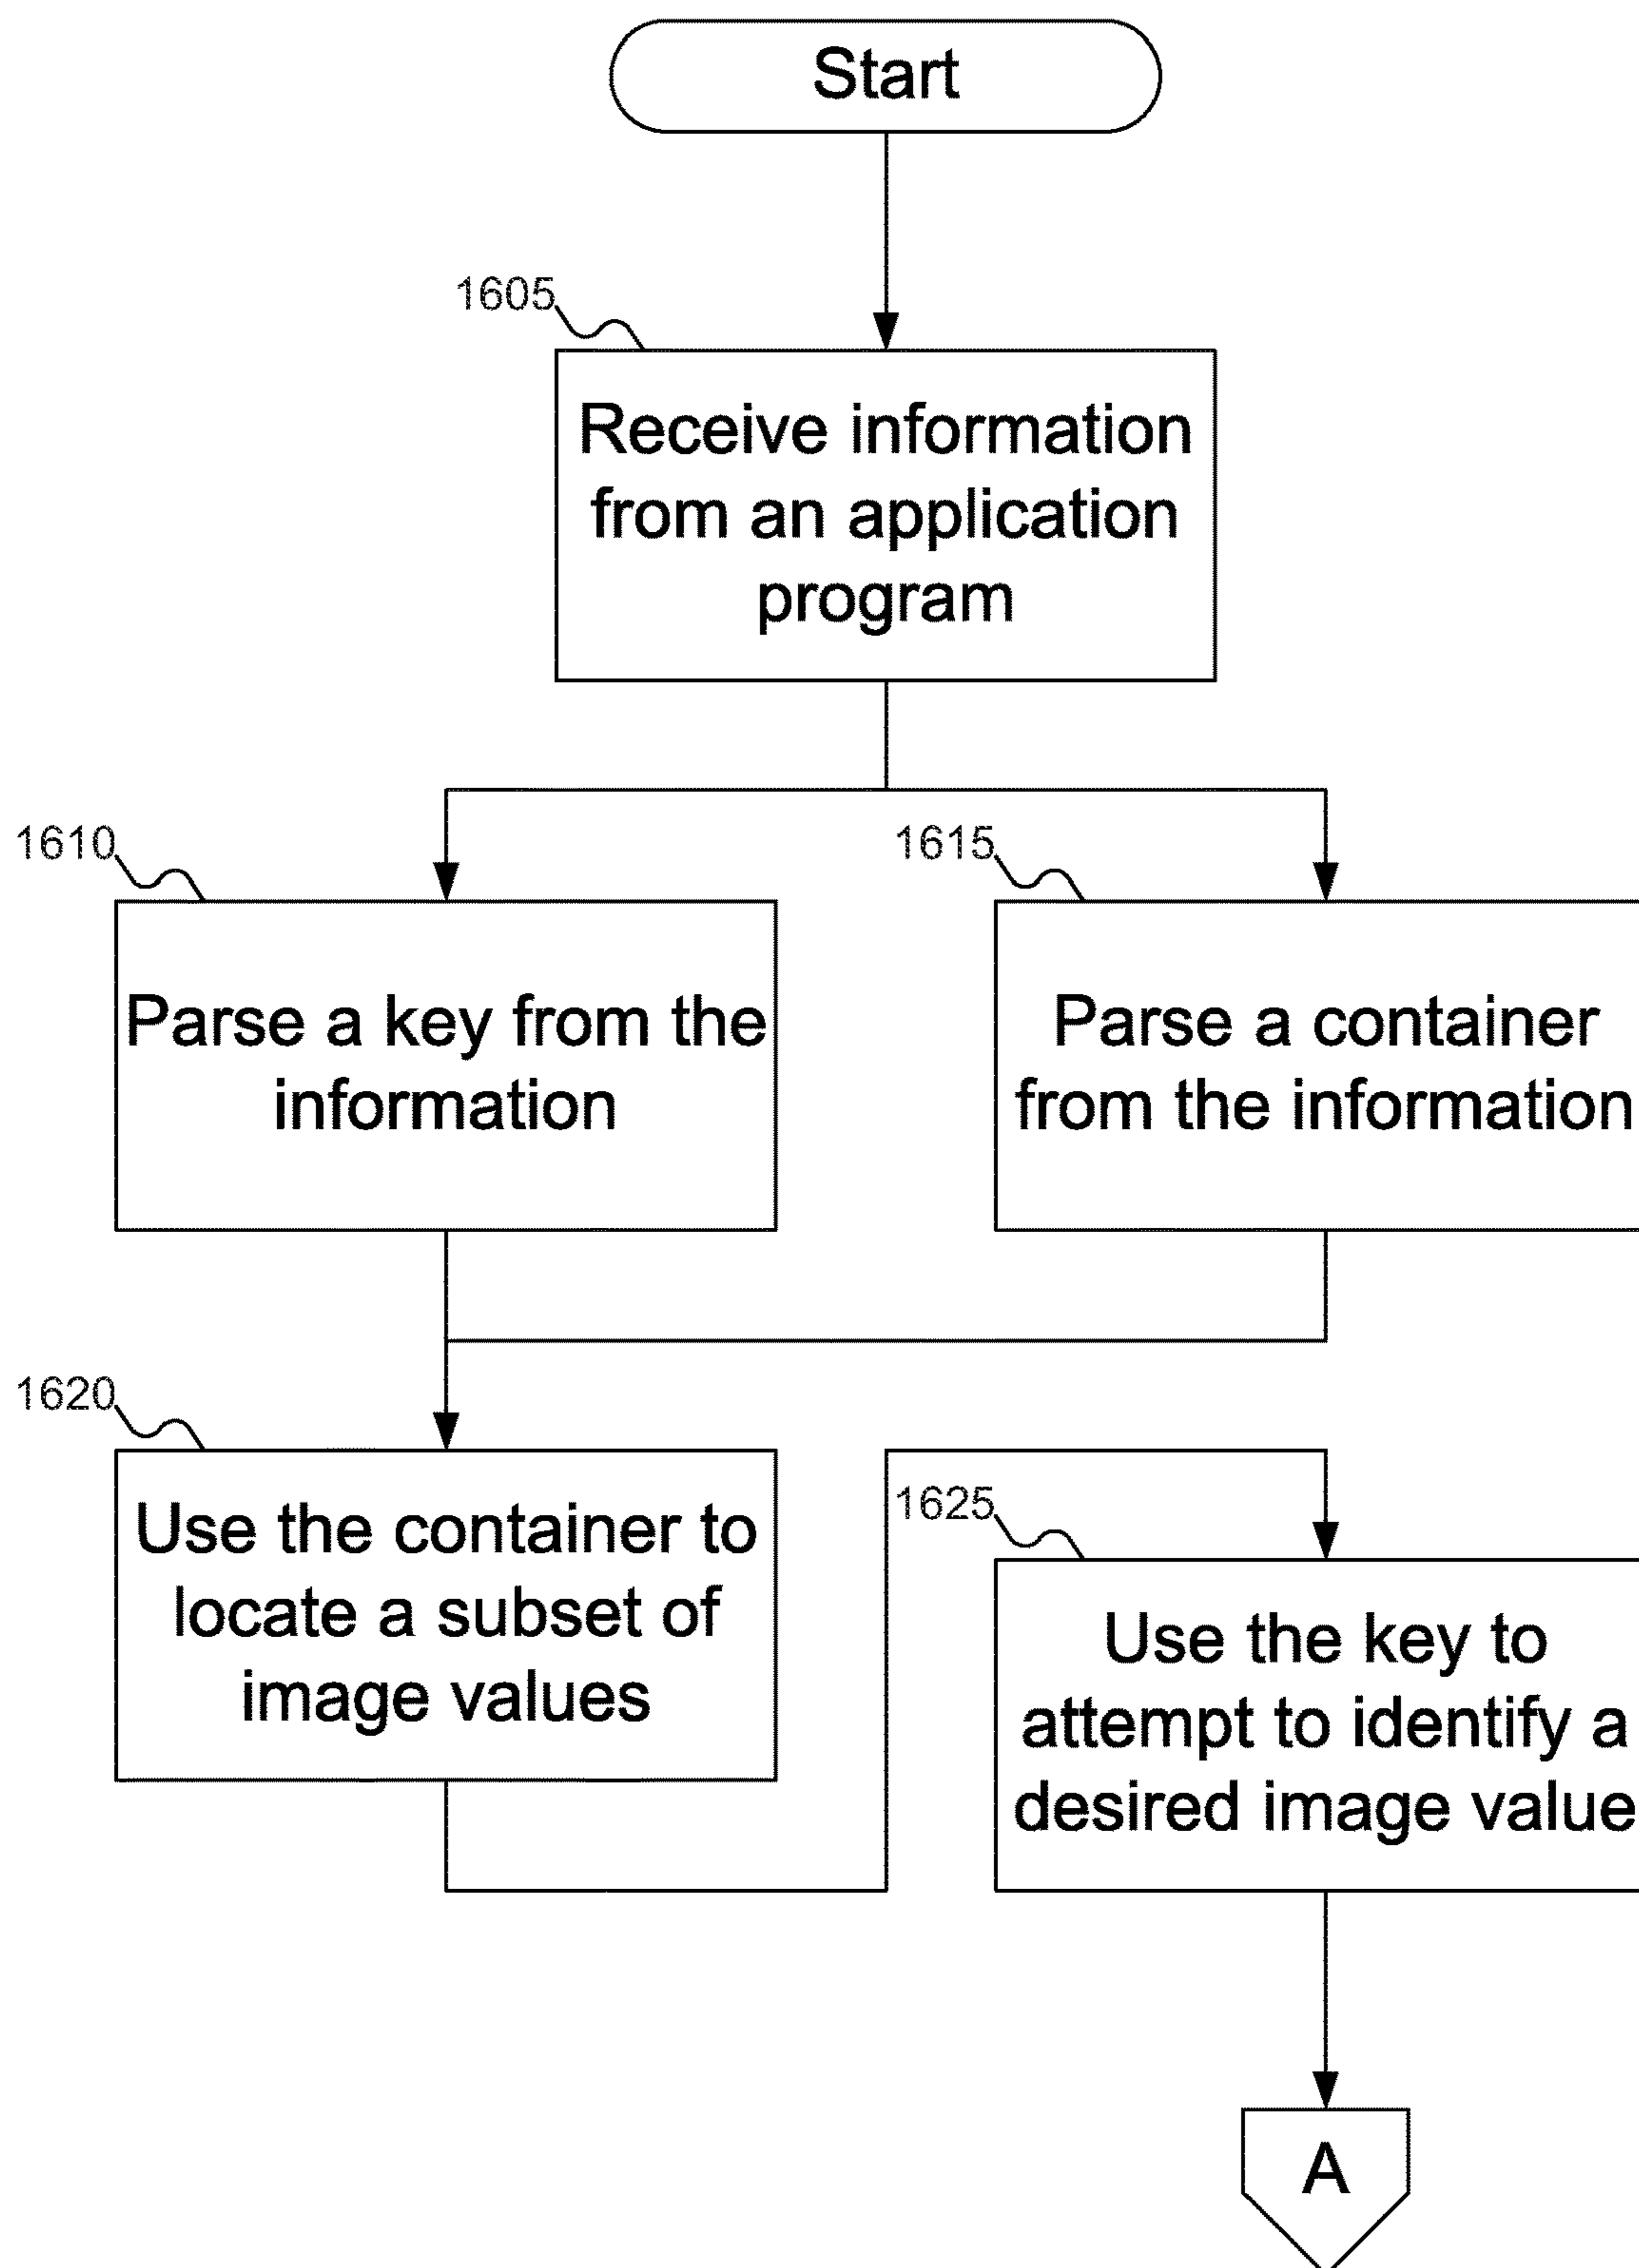 Start
1605
Receive information
from an application
program
1610
Parse a key from the
information
1615
Parse a container
from the information
1620
Use the container to
locate a subset of
image values
1625
Use the key to
attempt to identify a
desired image value
A